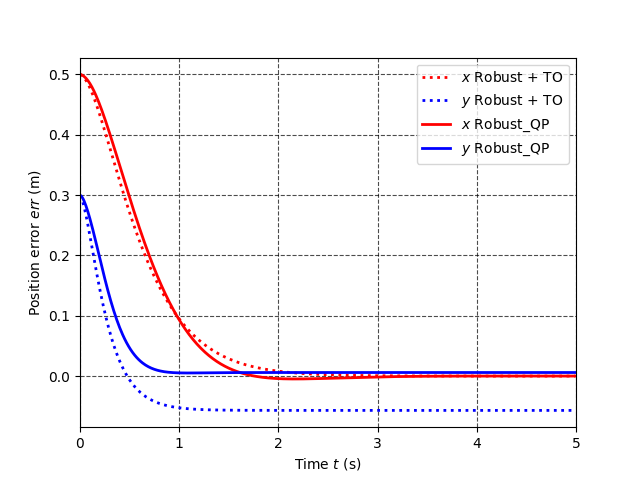 0.5
0.4
0.3
0.2
0.1
0.0
Position error err (m)
0 1 2 3 4 5
Time t (s)
x Robust + TO
y Robust + TO
x Robust_QP
y Robust_QP